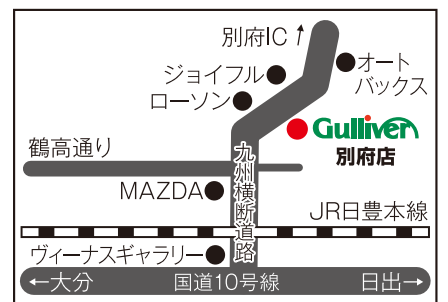 別府IC↑
オート
バックス
ジョイフル
ローソン
Gulliver
別府店
鶴高通り
九州横断道路
MAZDA
JR日豊本線
ヴィーナスギャラリー
←大分
国道10号線
日出→